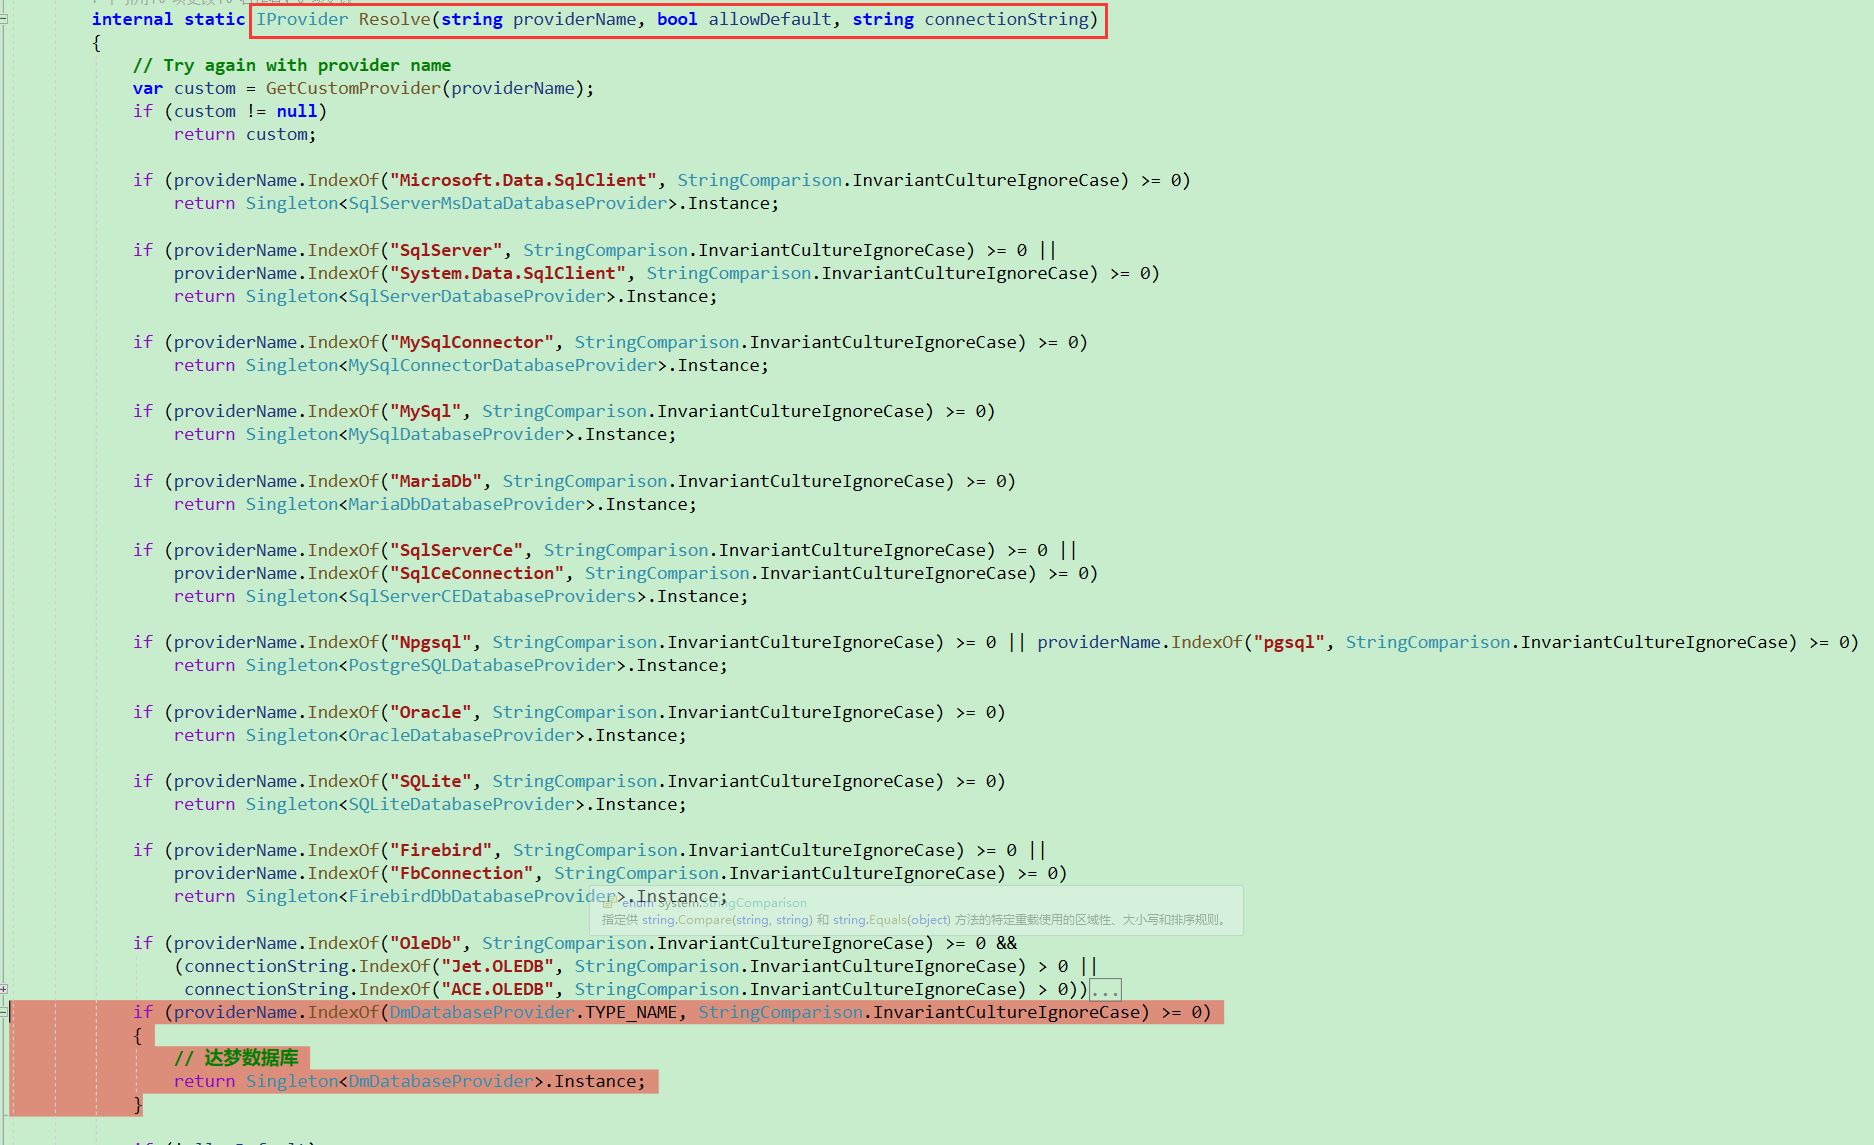 internal static IProvider Resolve(string providerName, bool allowDefault, string connectionString)
{
// Try again with provider name
var custom = GetCustomProvider(providerName);
if (custom != null)
return custom;
if (providerName.IndexOf("Microsoft.Data.SqlClient", StringComparison.InvariantCultureIgnoreCase) >= 0)
return Singleton<SqlServerMsDataDatabaseProvider>.Instance;
if (providerName.IndexOf("SqlServer", StringComparison.InvariantCultureIgnoreCase) >= 0 ||
providerName.IndexOf("System.Data.SqlClient", StringComparison.InvariantCultureIgnoreCase) >= 0)
return Singleton<SqlServerDatabaseProvider>.Instance;
if (providerName.IndexOf("MySqlConnector", StringComparison.InvariantCultureIgnoreCase) >= 0)
return Singleton<MySqlConnectorDatabaseProvider>.Instance;
if (providerName.IndexOf("MySql", StringComparison.InvariantCultureIgnoreCase) >= 0)
return Singleton<MySqlDatabaseProvider>.Instance;
if (providerName.IndexOf("MariaDb", StringComparison.InvariantCultureIgnoreCase) >= 0)
return Singleton<MariaDbDatabaseProvider>.Instance;
if (providerName.IndexOf("SqlServerCe", StringComparison.InvariantCultureIgnoreCase) >= 0 ||
providerName.IndexOf("SqlCeConnection", StringComparison.InvariantCultureIgnoreCase) >= 0)
return Singleton<SqlServerCEDatabaseProviders>.Instance;
if (providerName.IndexOf("Npgsql", StringComparison.InvariantCultureIgnoreCase) >= 0 || providerName.IndexOf("pgsql", StringComparison.InvariantCultureIgnoreCase) >= 0)
return Singleton<PostgreSQLDatabaseProvider>.Instance;
if (providerName.IndexOf("Oracle", StringComparison.InvariantCultureIgnoreCase) >= 0)
return Singleton<OracleDatabaseProvider>.Instance;
if (providerName.IndexOf("SQLite", StringComparison.InvariantCultureIgnoreCase) >= 0)
return Singleton<SQLiteDatabaseProvider>.Instance;
if (providerName.IndexOf("Firebird", StringComparison.InvariantCultureIgnoreCase) >= 0 ||
providerName.IndexOf("FbConnection", StringComparison.InvariantCultureIgnoreCase) >= 0)
return Singleton<FirebirdDbDatabaseProvider>.Instance;
enum System.StringComparison
指定供 string.Compare(string, string) 和 string.Equals(object) 方法的特定重载使用的区域性、大小写和排序规则。
if (providerName.IndexOf("OleDb", StringComparison.InvariantCultureIgnoreCase) >= 0 &&
(connectionString.IndexOf("Jet.OLEDB", StringComparison.InvariantCultureIgnoreCase) > 0 ||
connectionString.IndexOf("ACE.OLEDB", StringComparison.InvariantCultureIgnoreCase) > 0))...
if (providerName.IndexOf(DmDatabaseProvider.TYPE_NAME, StringComparison.InvariantCultureIgnoreCase) >= 0)
{
// 达梦数据库
return Singleton<DmDatabaseProvider>.Instance;
}